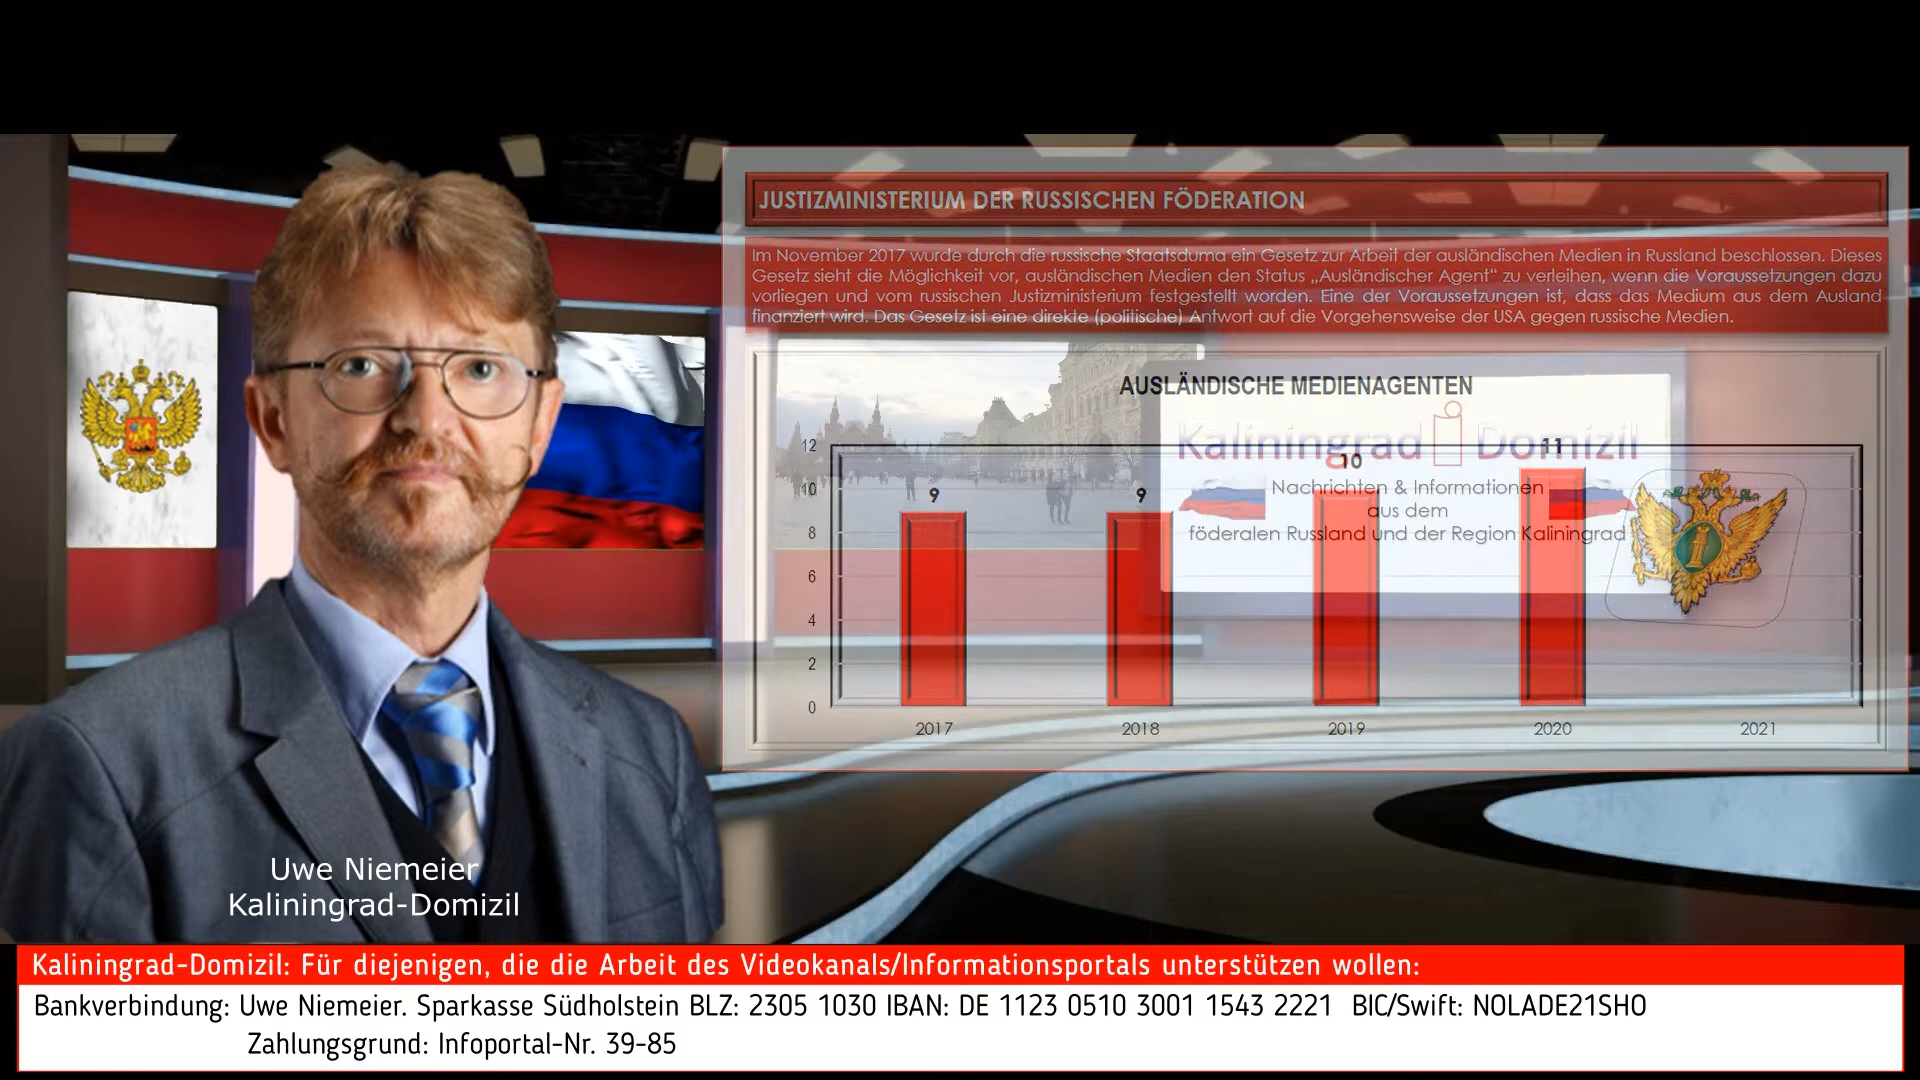 JUSTIZMINISTERIUM DER RUSSISCHEN FÖDERATION
Im November 2017 wurde durch die russische Staatsduma ein Gesetz zur Arbeit der ausländischen Medien in Russland beschlossen. Dieses
Gesetz sieht die Möglichkeit vor, ausländischen Medien den Status „Ausländischer Agent“ zu verleihen, wenn die Voraussetzungen dazu
vorliegen und vom russischen Justizministerium festgestellt worden. Eine der Voraussetzungen ist, dass das Medium aus dem Ausland
finanziert wird. Das Gesetz ist eine direkte (politische) Antwort auf die Vorgehensweise der USA gegen russische Medien.
AUSLÄNDISCHE MEDIENAGENTEN
Kaliningrad Domizil
Nachrichten & Informationen
aus dem
föderalen Russland und der Region Kaliningrad
12
10
8
6
4
2
0
9
9
10
11
2017
2018
2019
2020
2021
Uwe Niemeier
Kaliningrad-Domizil
Kaliningrad-Domizil: Für diejenigen, die die Arbeit des Videokanals/Informationsportals unterstützen wollen:
Bankverbindung: Uwe Niemeier. Sparkasse Südholstein BLZ: 2305 1030 IBAN: DE 1123 0510 3001 1543 2221 BIC/Swift: NOLADE21SHO
Zahlungsgrund: Infoportal-Nr. 39-85